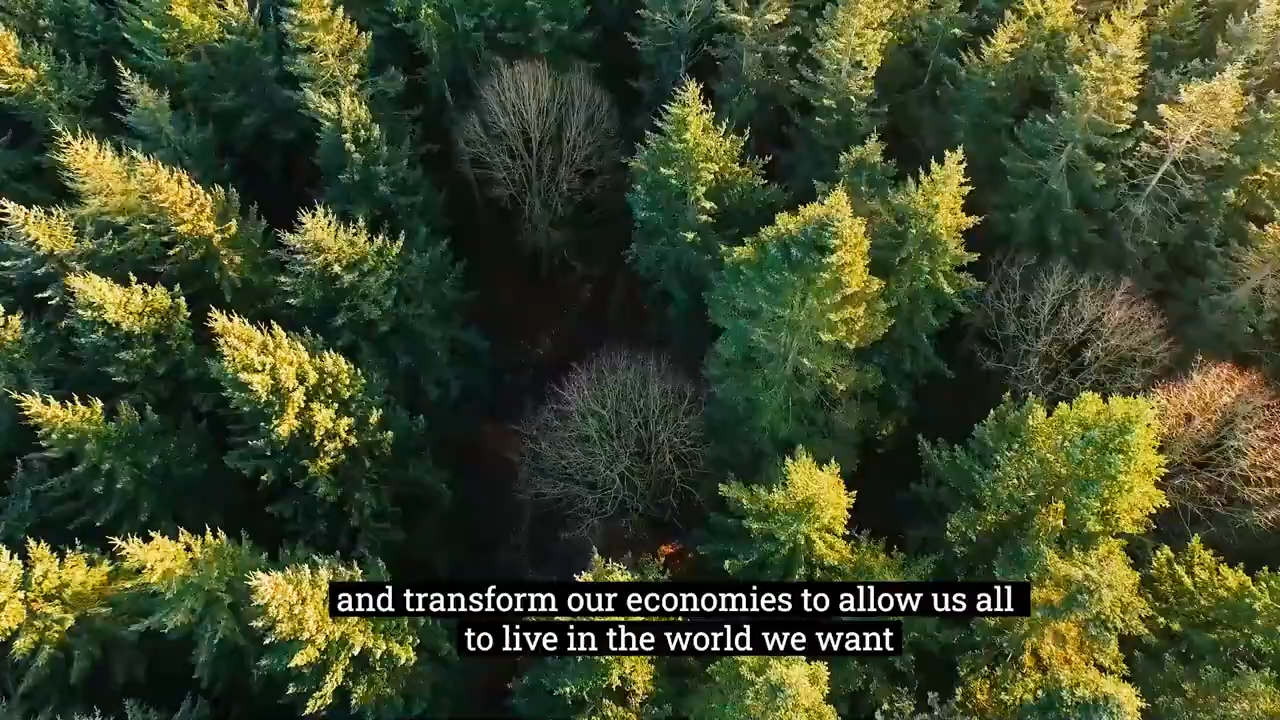 and transform our economies to allow us all
to live in the world we want